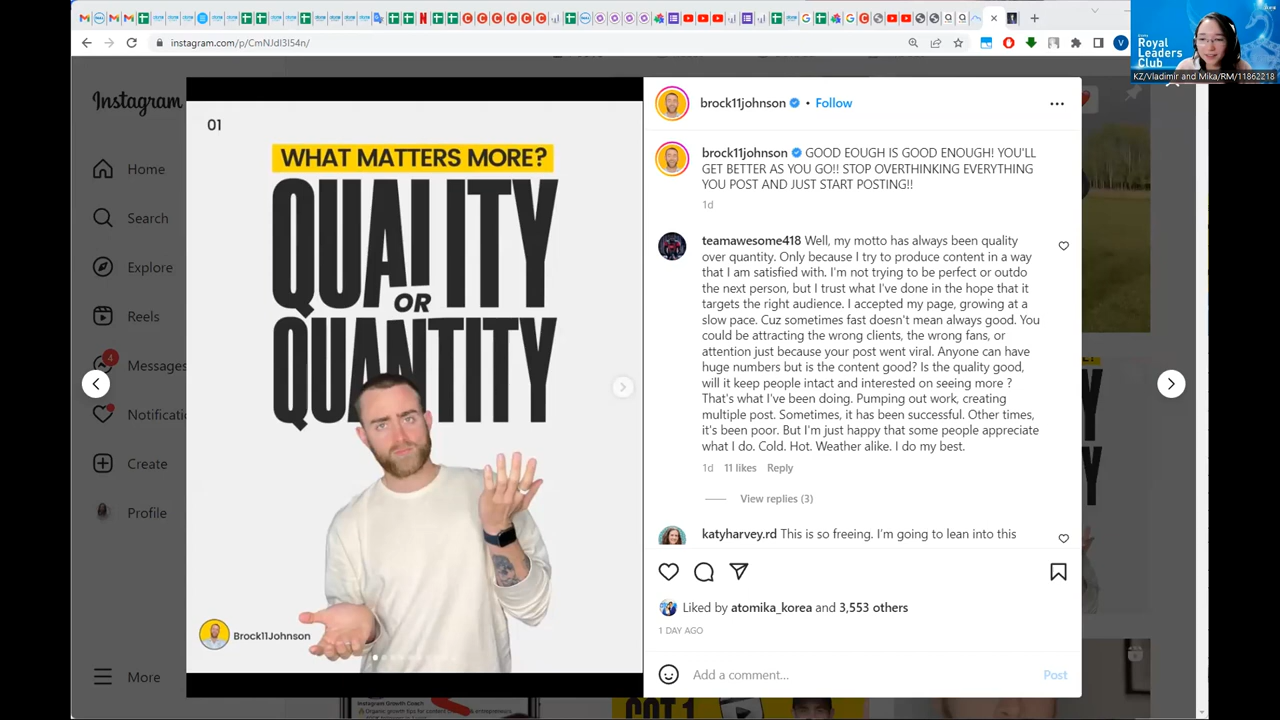 instagram.com/p/CmNJdI3I54n/
Royal
Leaders
Club
KZ/Vladimir and Mika/RM/11862218
Instagram
Home
Search
Explore
Reels
4
Messages
Notificatio
Create
Profile
More
01
WHAT MATTERS MORE?
QUALITY
OR
QUANTITY
Brock11Johnson
brock11johnson • Follow
brock11johnson GOOD EOUGH IS GOOD ENOUGH! YOU'LL
GET BETTER AS YOU GO!! STOP OVERTHINKING EVERYTHING
YOU POST AND JUST START POSTING!!
1d
teamawesome418 Well, my motto has always been quality
over quantity. Only because I try to produce content in a way
that I am satisfied with. I'm not trying to be perfect or outdo
the next person, but I trust what I've done in the hope that it
targets the right audience. I accepted my page, growing at a
slow pace. Cuz sometimes fast doesn't mean always good. You
could be attracting the wrong clients, the wrong fans, or
attention just because your post went viral. Anyone can have
huge numbers but is the content good? Is the quality good,
will it keep people intact and interested on seeing more ?
That's what I've been doing. Pumping out work, creating
multiple post. Sometimes, it has been successful. Other times,
it's been poor. But I'm just happy that some people appreciate
what I do. Cold. Hot. Weather alike. I do my best.
1d 11 likes Reply
View replies (3)
katyharvey.rd This is so freeing. I'm going to lean into this
Liked by atomika_korea and 3,553 others
1 DAY AGO
Add a comment... Post